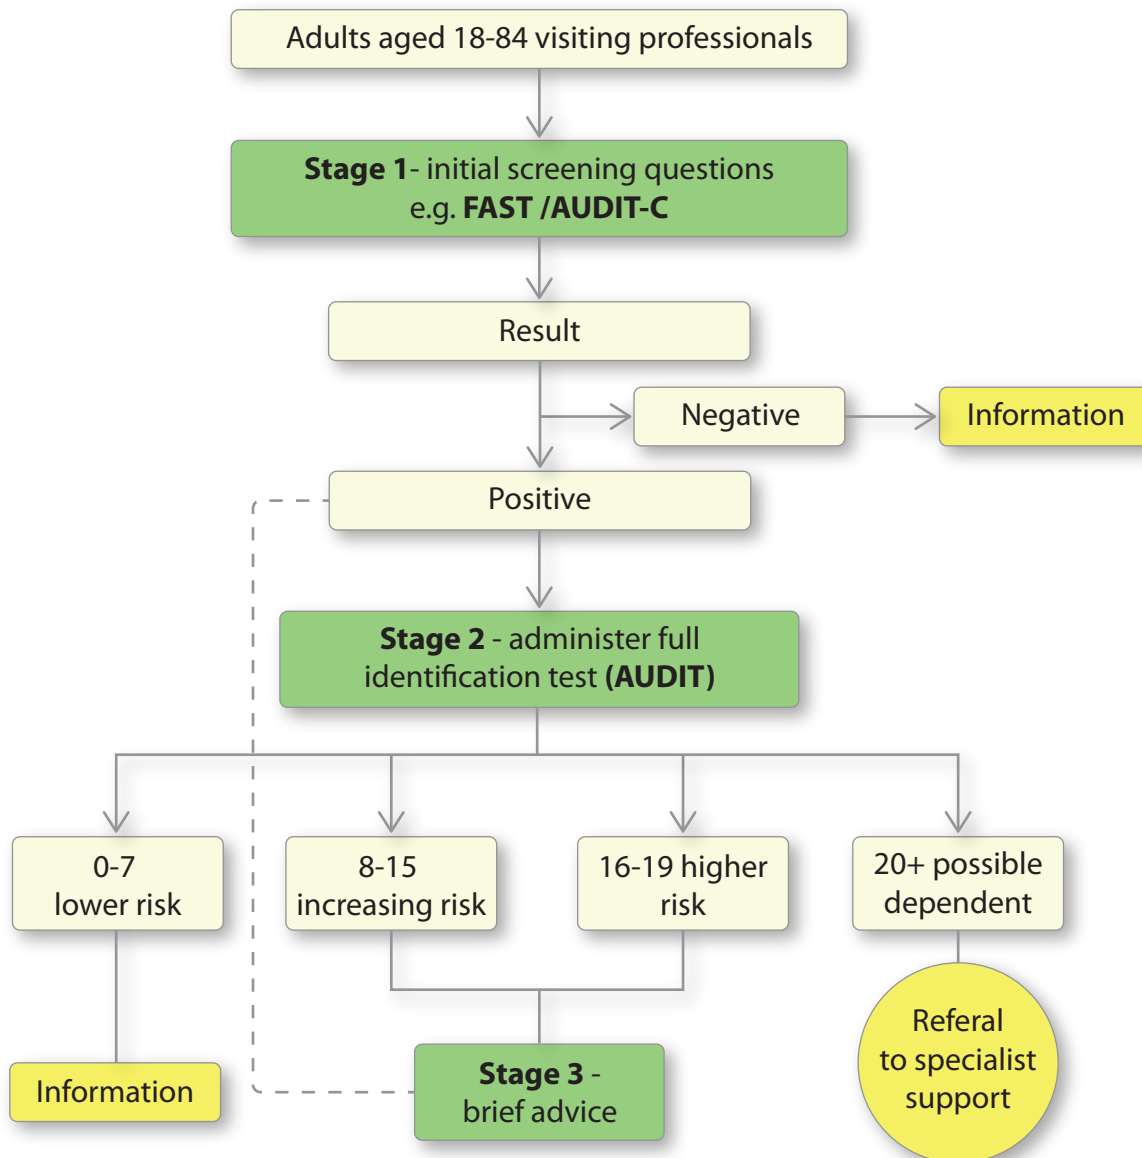 Adults aged 18-84 visiting professionals
Stage 1- initial screening questions
e.g. FAST /AUDIT-C
Result
Negative
Information
Positive
Stage 2 - administer full
identification test (AUDIT)
0-7
lower risk
8-15
increasing risk
16-19 higher
risk
20+ possible
dependent
Information
Stage 3 -
brief advice
Referal
to specialist
support